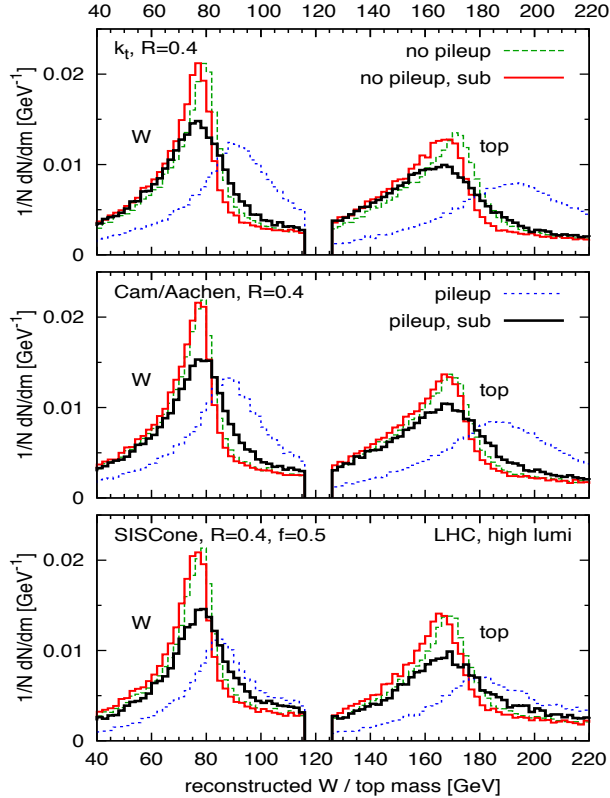 40 60 80 100 120 140 160 180 200 220
kt, R=0.4
no pileup
no pileup, sub
W
top
1/N dN/dm [GeV-1]
0.02
0.01
0
Cam/Aachen, R=0.4
pileup
pileup, sub
W
top
1/N dN/dm [GeV-1]
0.02
0.01
0
SISCone, R=0.4, f=0.5
LHC, high lumi
W
top
1/N dN/dm [GeV-1]
0.02
0.01
0
40 60 80 100 120 140 160 180 200 220
reconstructed W / top mass [GeV]